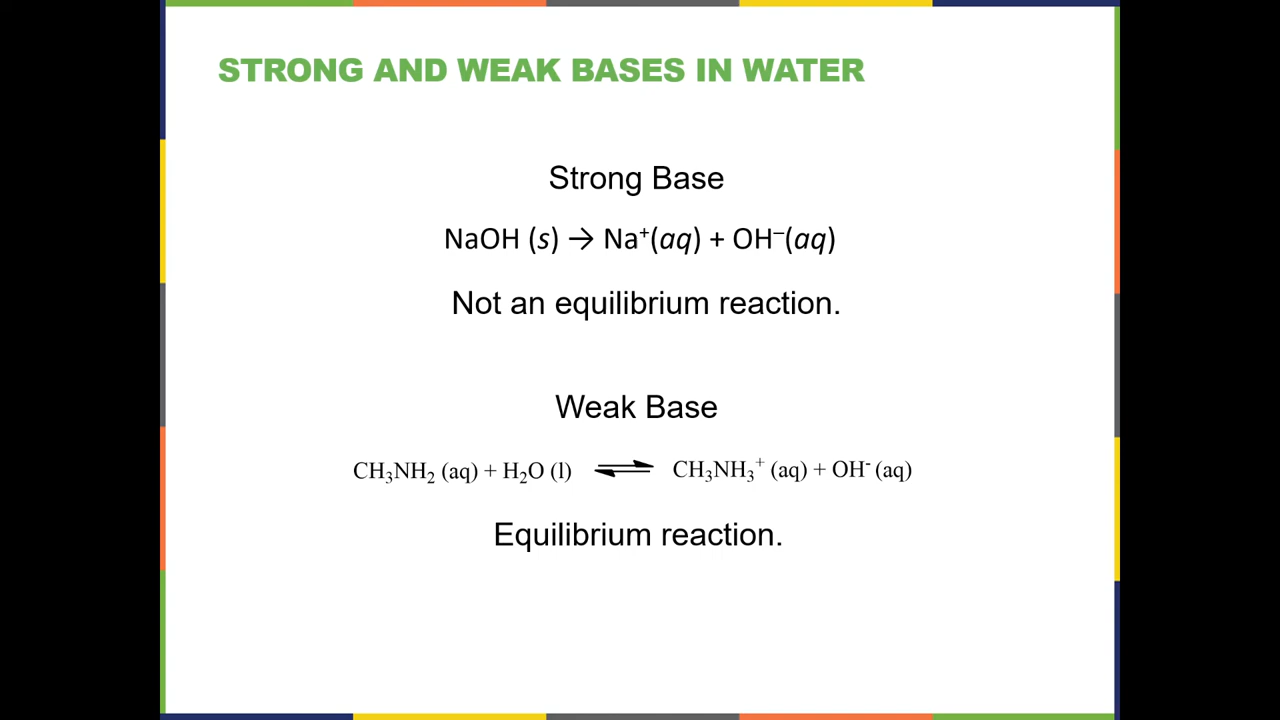 STRONG AND WEAK BASES IN WATER
Strong Base
NaOH (s) → Na⁺(aq) + OH⁻(aq)
Not an equilibrium reaction.
Weak Base
CH₃NH₂ (aq) + H₂O (l) ⇌ CH₃NH₃⁺ (aq) + OH⁻ (aq)
Equilibrium reaction.